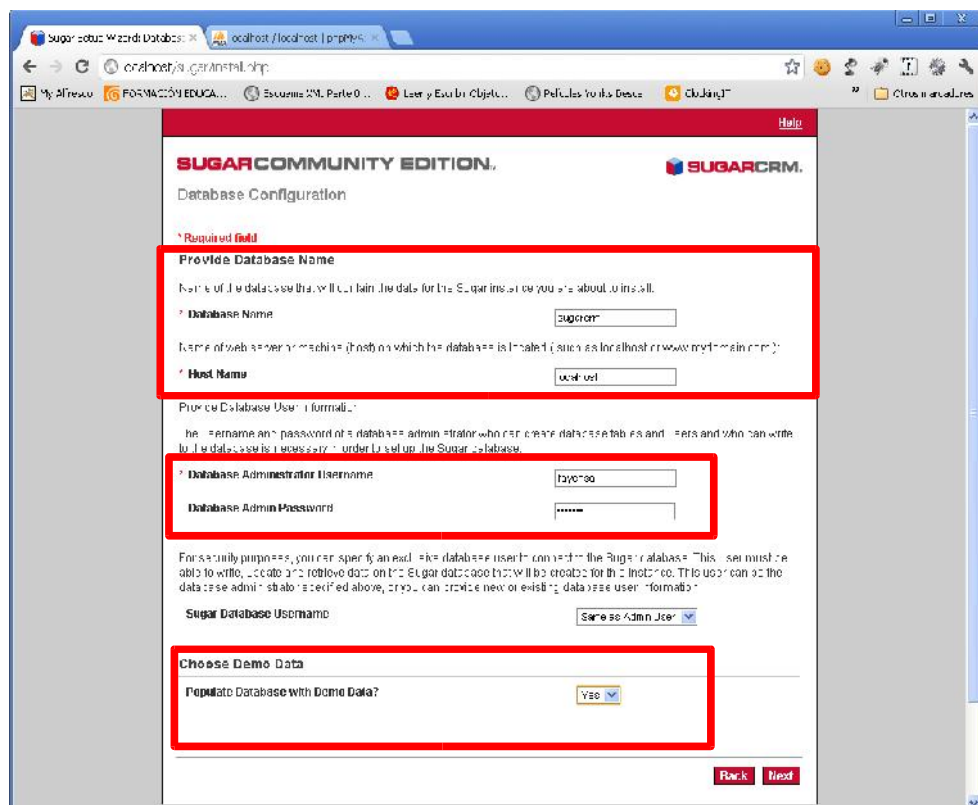 Sugar Setup Wizard: Databas
localhost / localhost | phpMyA
localhost/sugar/install.php
My Alfresco
FORMACIÓN EDUCA...
Esquema XML Parte 0...
Leer y Escribir Objeto...
Películas Yonkis Desca
ClockingIT
Otros marcadores
Help
SUGARCOMMUNITY EDITION.
SUGARCRM.
Database Configuration
* Required field
Provide Database Name
Name of the database that will contain the data for the Sugar instance you are about to install:
* Database Name
sugarcrm
Name of web server or machine (host) on which the database is located ( such as localhost or www.mydomain.com ):
* Host Name
localhost
Provide Database User Information
The username and password of a database administrator who can create database tables and users and who can write
to the database is necessary in order to set up the Sugar database.
* Database Administrator Username
Database Admin Password
For security purposes, you can specify an exclusive database user to connect to the Sugar database. This user must be
able to write, update and retrieve data on the Sugar database that will be created for this instance. This user can be the
database administrator specified above, or you can provide new or existing database user information.
Sugar Database Username
Same as Admin User
Choose Demo Data
Populate Database with Demo Data?
Yes
Back
Next